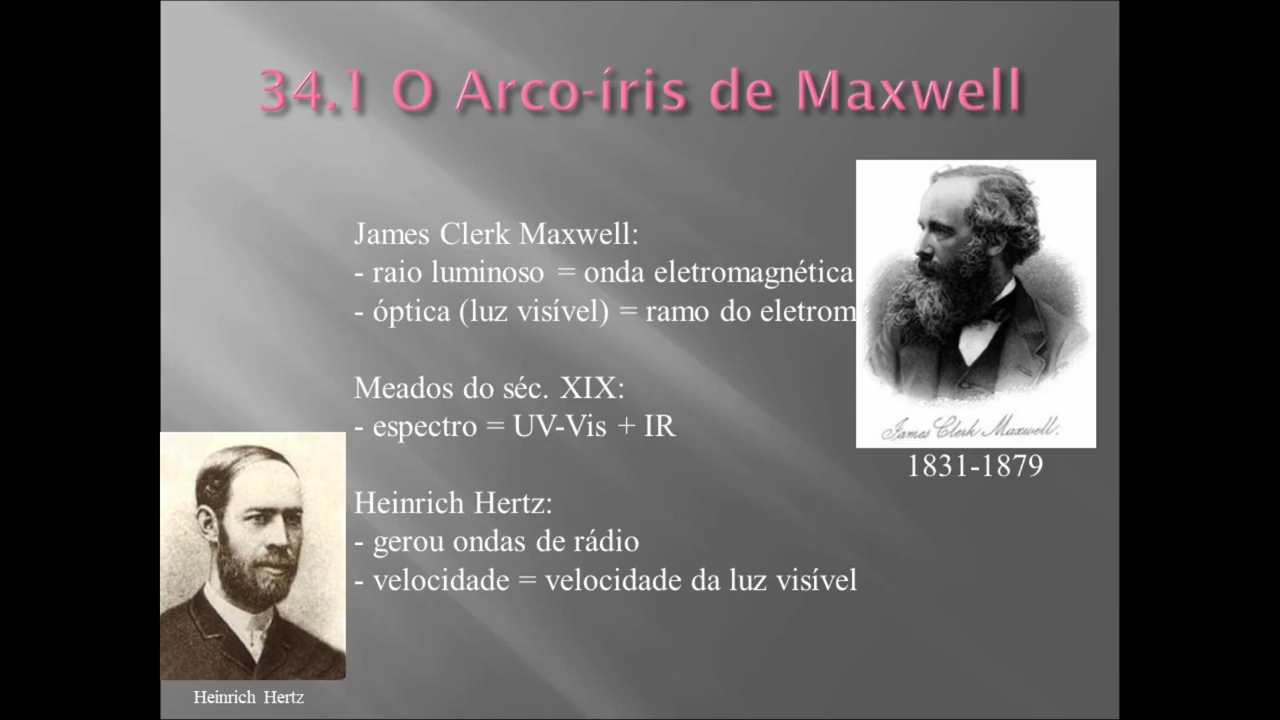 34.1 O Arco-íris de Maxwell
James Clerk Maxwell:
- raio luminoso = onda eletromagnética
- óptica (luz visível) = ramo do eletrom
Meados do séc. XIX:
- espectro = UV-Vis + IR
James Clerk Maxwell.
1831-1879
Heinrich Hertz:
- gerou ondas de rádio
- velocidade = velocidade da luz visível
Heinrich Hertz